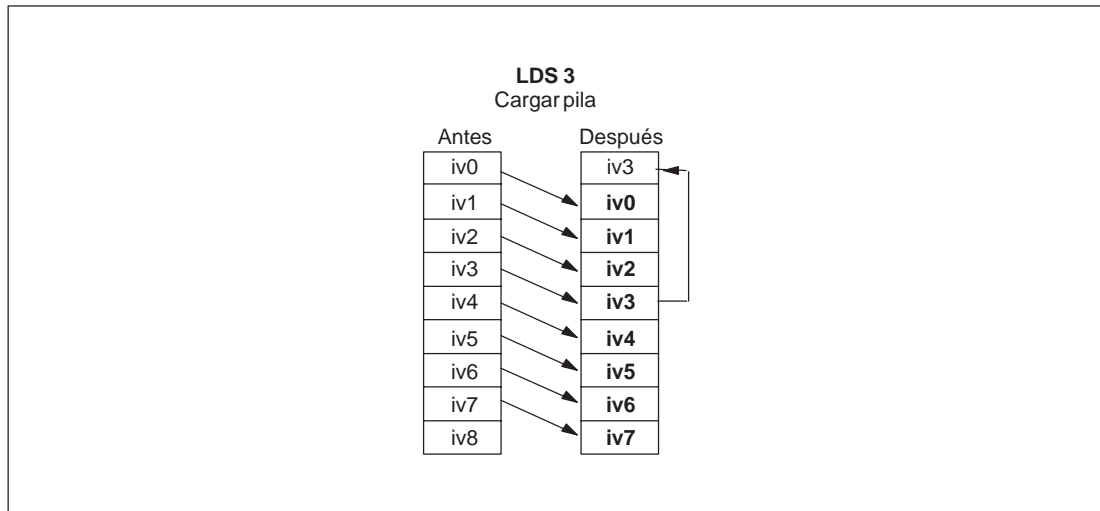 LDS 3
Cargar pila
Antes Después
iv0 iv3
iv1 iv0
iv2 iv1
iv3 iv2
iv4 iv3
iv5 iv4
iv6 iv5
iv7 iv6
iv8 iv7